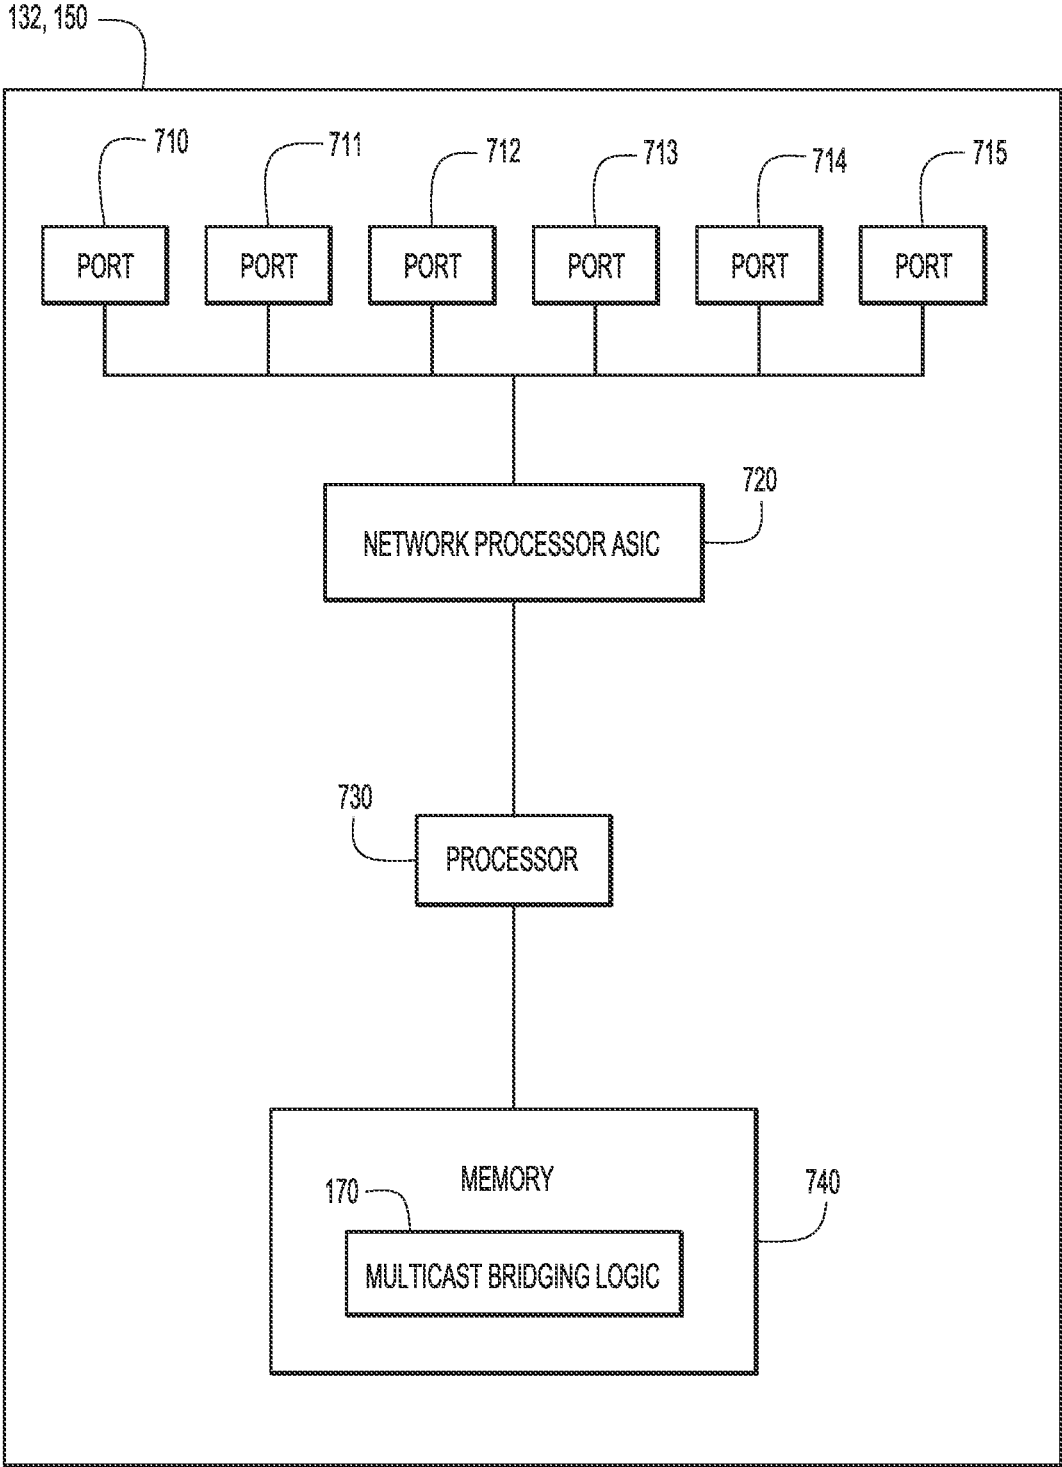 132, 150
710
711
712
713
714
715
PORT
PORT
PORT
PORT
PORT
PORT
720
NETWORK PROCESSOR ASIC
730
PROCESSOR
MEMORY
170
740
MULTICAST BRIDGING LOGIC